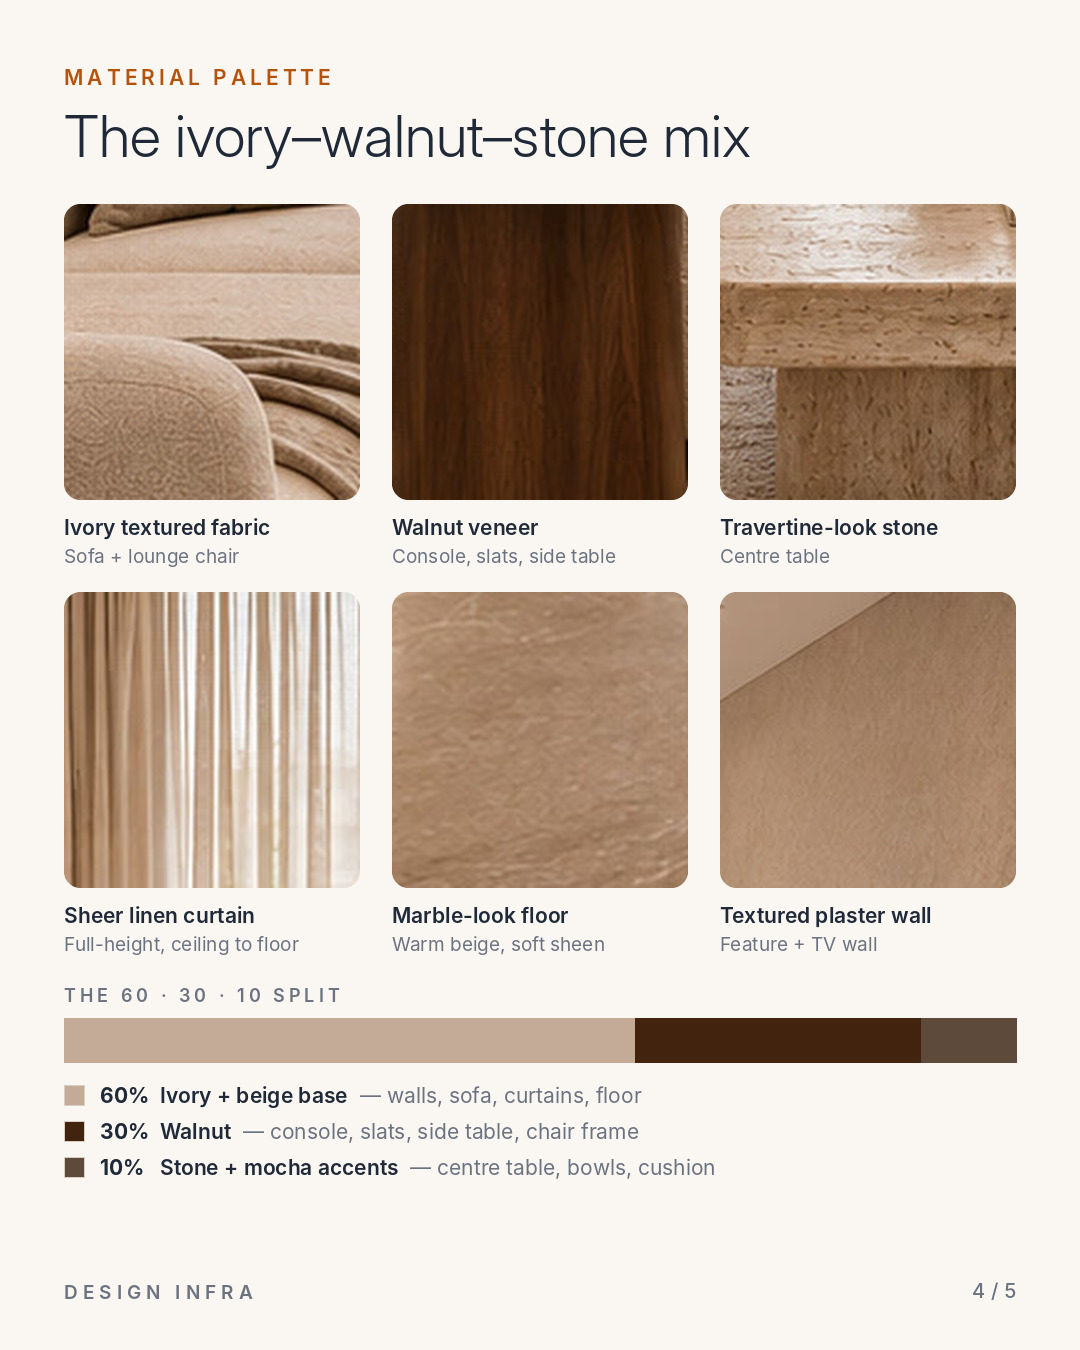 MATERIAL PALETTE
The ivory–walnut–stone mix
Ivory textured fabric
Sofa + lounge chair
Walnut veneer
Console, slats, side table
Travertine-look stone
Centre table
Sheer linen curtain
Full-height, ceiling to floor
Marble-look floor
Warm beige, soft sheen
Textured plaster wall
Feature + TV wall
THE 60 · 30 · 10 SPLIT
60% Ivory + beige base — walls, sofa, curtains, floor
30% Walnut — console, slats, side table, chair frame
10% Stone + mocha accents — centre table, bowls, cushion
DESIGN INFRA
4 / 5